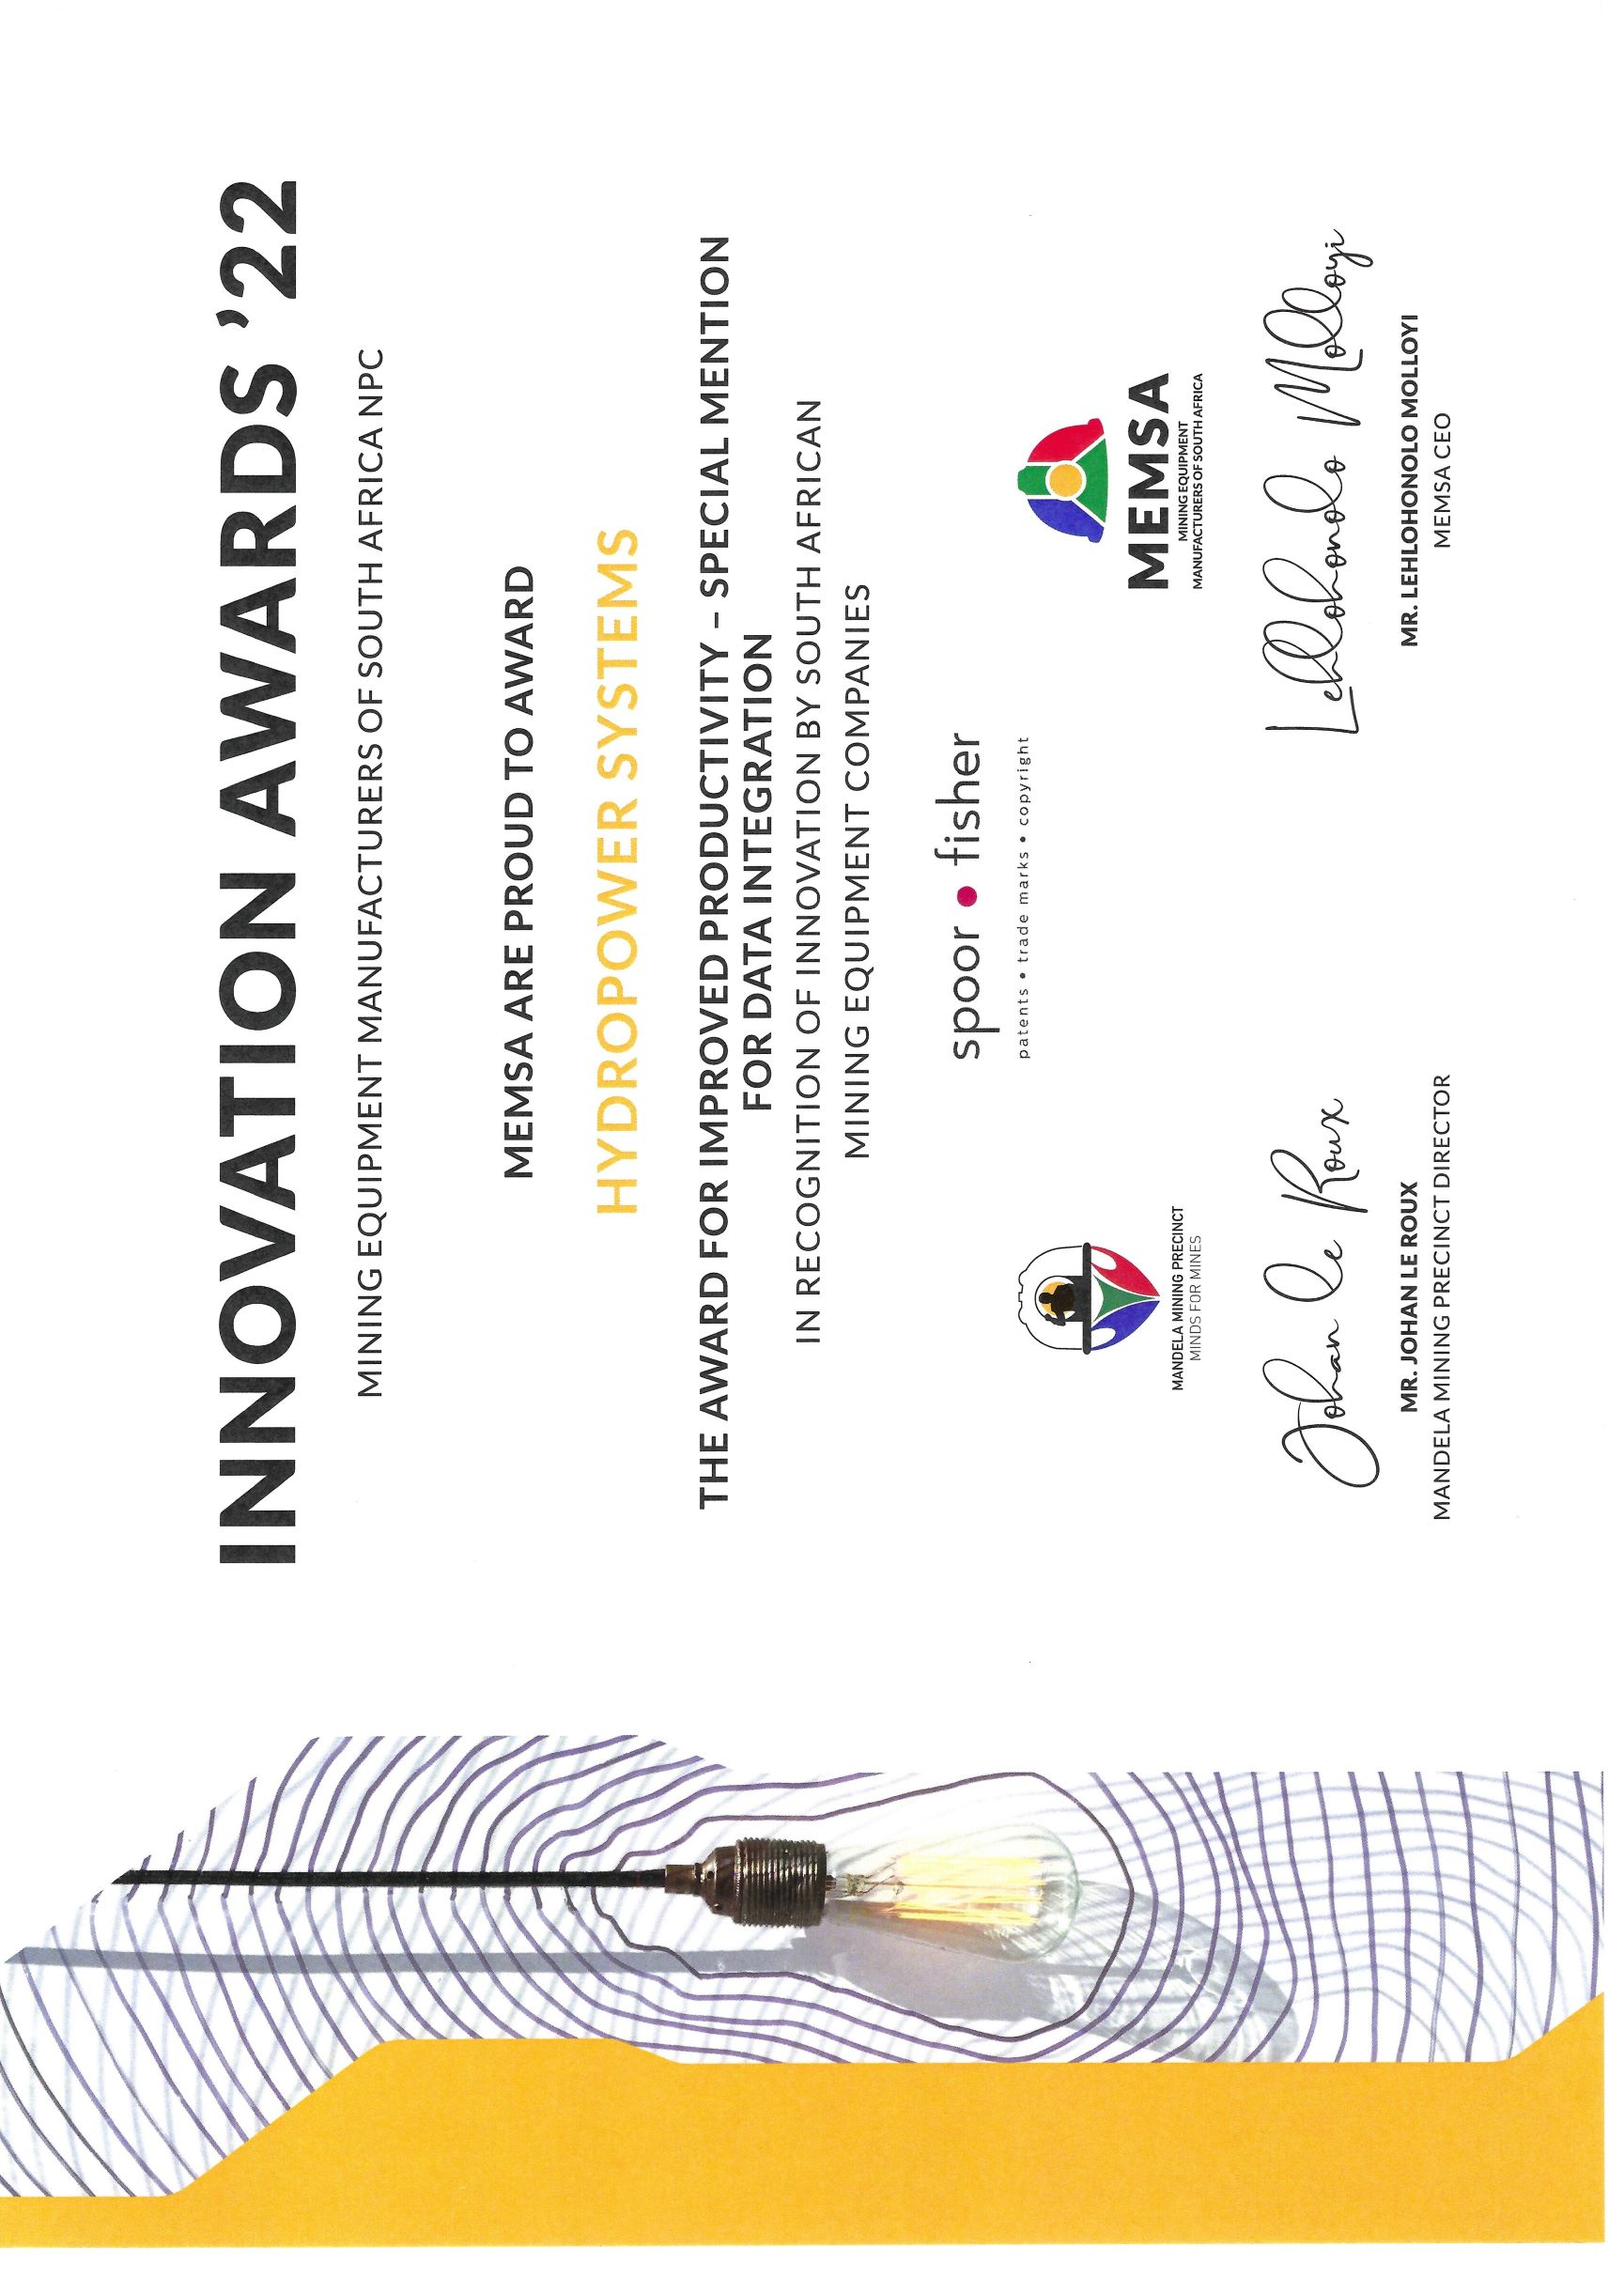 INNOVATION AWARDS ’22
MINING EQUIPMENT MANUFACTURERS OF SOUTH AFRICA NPC
MEMSA ARE PROUD TO AWARD
HYDROPOWER SYSTEMS
THE AWARD FOR IMPROVED PRODUCTIVITY – SPECIAL MENTION
FOR DATA INTEGRATION
IN RECOGNITION OF INNOVATION BY SOUTH AFRICAN
MINING EQUIPMENT COMPANIES
spoor • fisher
patents • trade marks • copyright
MANDELA MINING PRECINCT
MINDS FOR MINES
MEMSA
MINING EQUIPMENT
MANUFACTURERS OF SOUTH AFRICA
Johan le Roux
Lehlohonolo Molloyi
MR. JOHAN LE ROUX
MANDELA MINING PRECINCT DIRECTOR
MR. LEHLOHONOLO MOLLOYI
MEMSA CEO